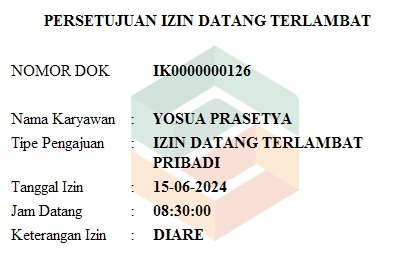 PERSETUJUAN IZIN DATANG TERLAMBAT
NOMOR DOK IK0000000126
Nama Karyawan : YOSUA PRASETYA
Tipe Pengajuan : IZIN DATANG TERLAMBAT
PRIBADI
Tanggal Izin : 15-06-2024
Jam Datang : 08:30:00
Keterangan Izin : DIARE